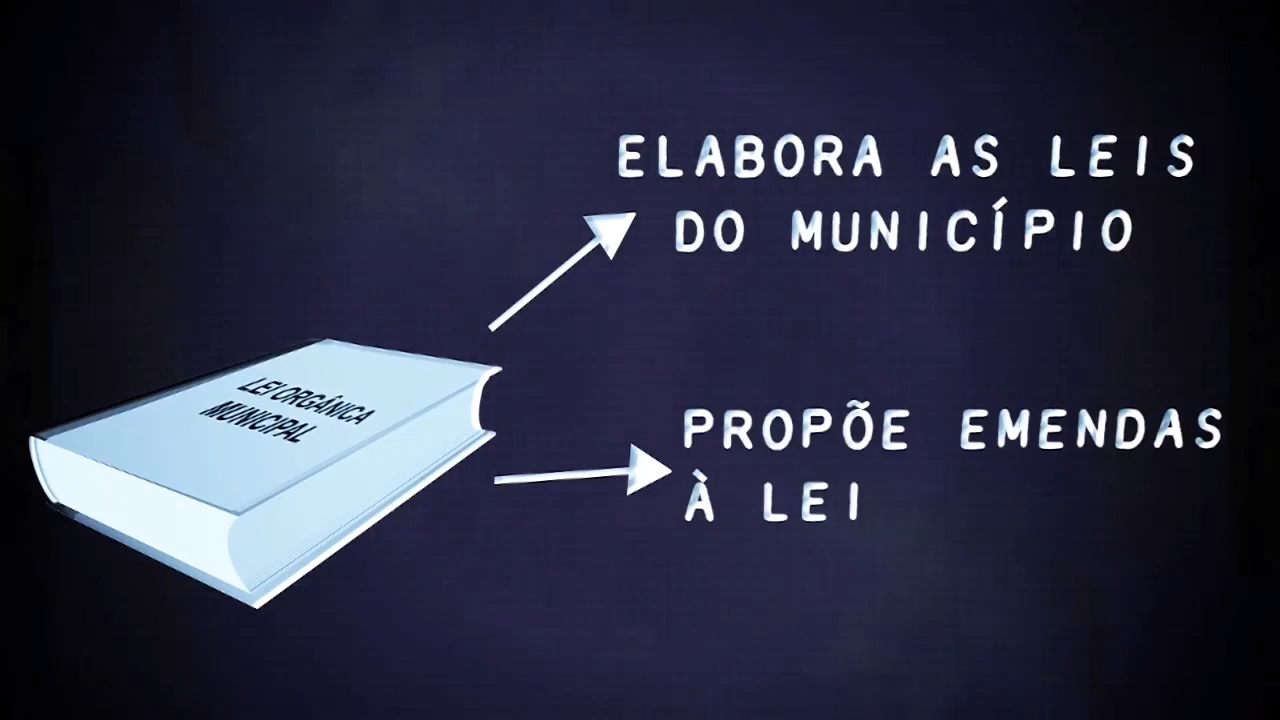 ELABORA AS LEIS
DO MUNICÍPIO
LEI ORGÂNICA
MUNICIPAL
PROPÕE EMENDAS
À LEI